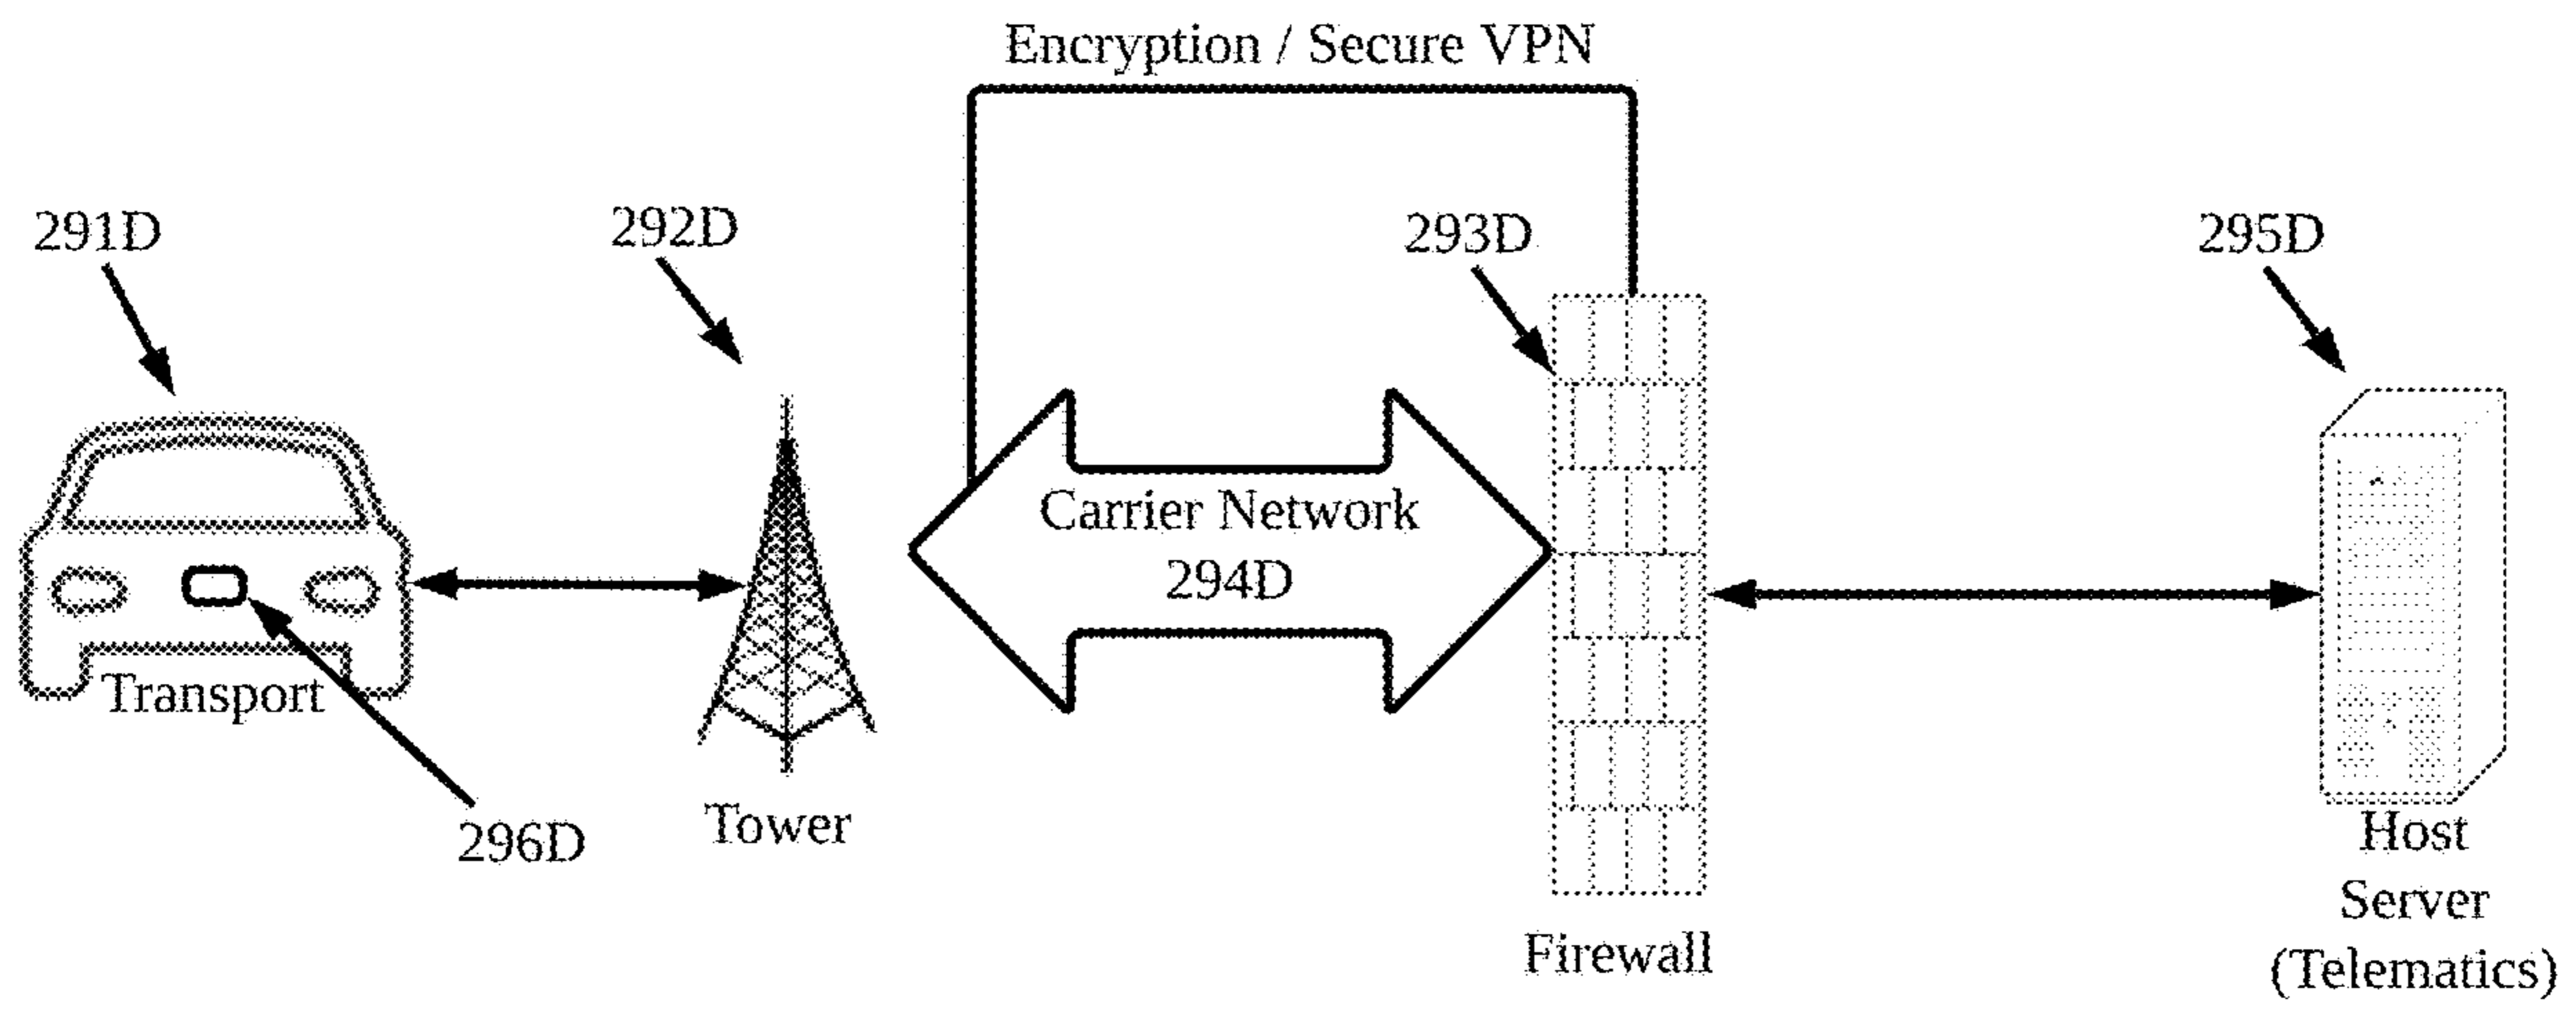 Encryption / Secure VPN
291D
292D
293D
295D
Carrier Network
294D
Transport
296D
Tower
Firewall
Host
Server
(Telematics)